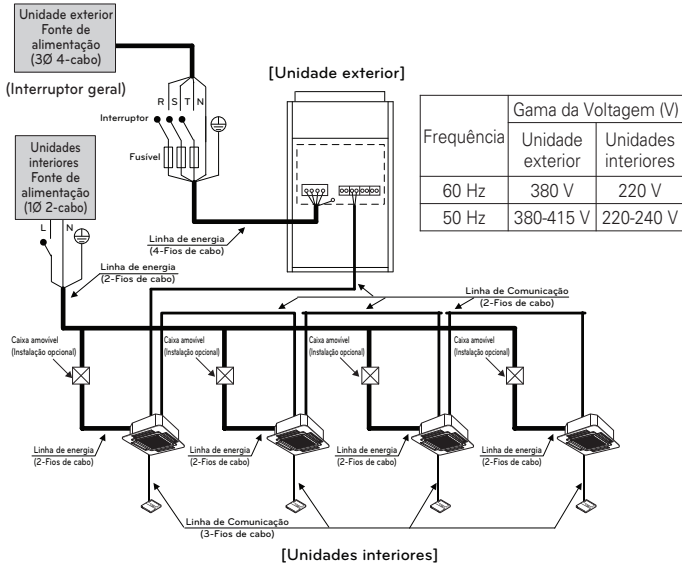 Unidade exterior
Fonte de
alimentação
(3Ø 4-cabo)
(Interruptor geral)
[Unidade exterior]
R S T N
Interruptor
Fusível
Gama da Voltagem (V)
Frequência
Unidade exterior
Unidades interiores
60 Hz 380 V 220 V
50 Hz 380-415 V 220-240 V
Unidades
interiores
Fonte de
alimentação
(1Ø 2-cabo)
L N
Linha de energia
(4-Fios de cabo)
Linha de energia
(2-Fios de cabo)
Linha de Comunicação
(2-Fios de cabo)
Caixa amovível
(Instalação opcional)
Caixa amovível
(Instalação opcional)
Caixa amovível
(Instalação opcional)
Caixa amovível
(Instalação opcional)
Linha de energia
(2-Fios de cabo)
Linha de energia
(2-Fios de cabo)
Linha de energia
(2-Fios de cabo)
Linha de energia
(2-Fios de cabo)
Linha de Comunicação
(3-Fios de cabo)
[Unidades interiores]